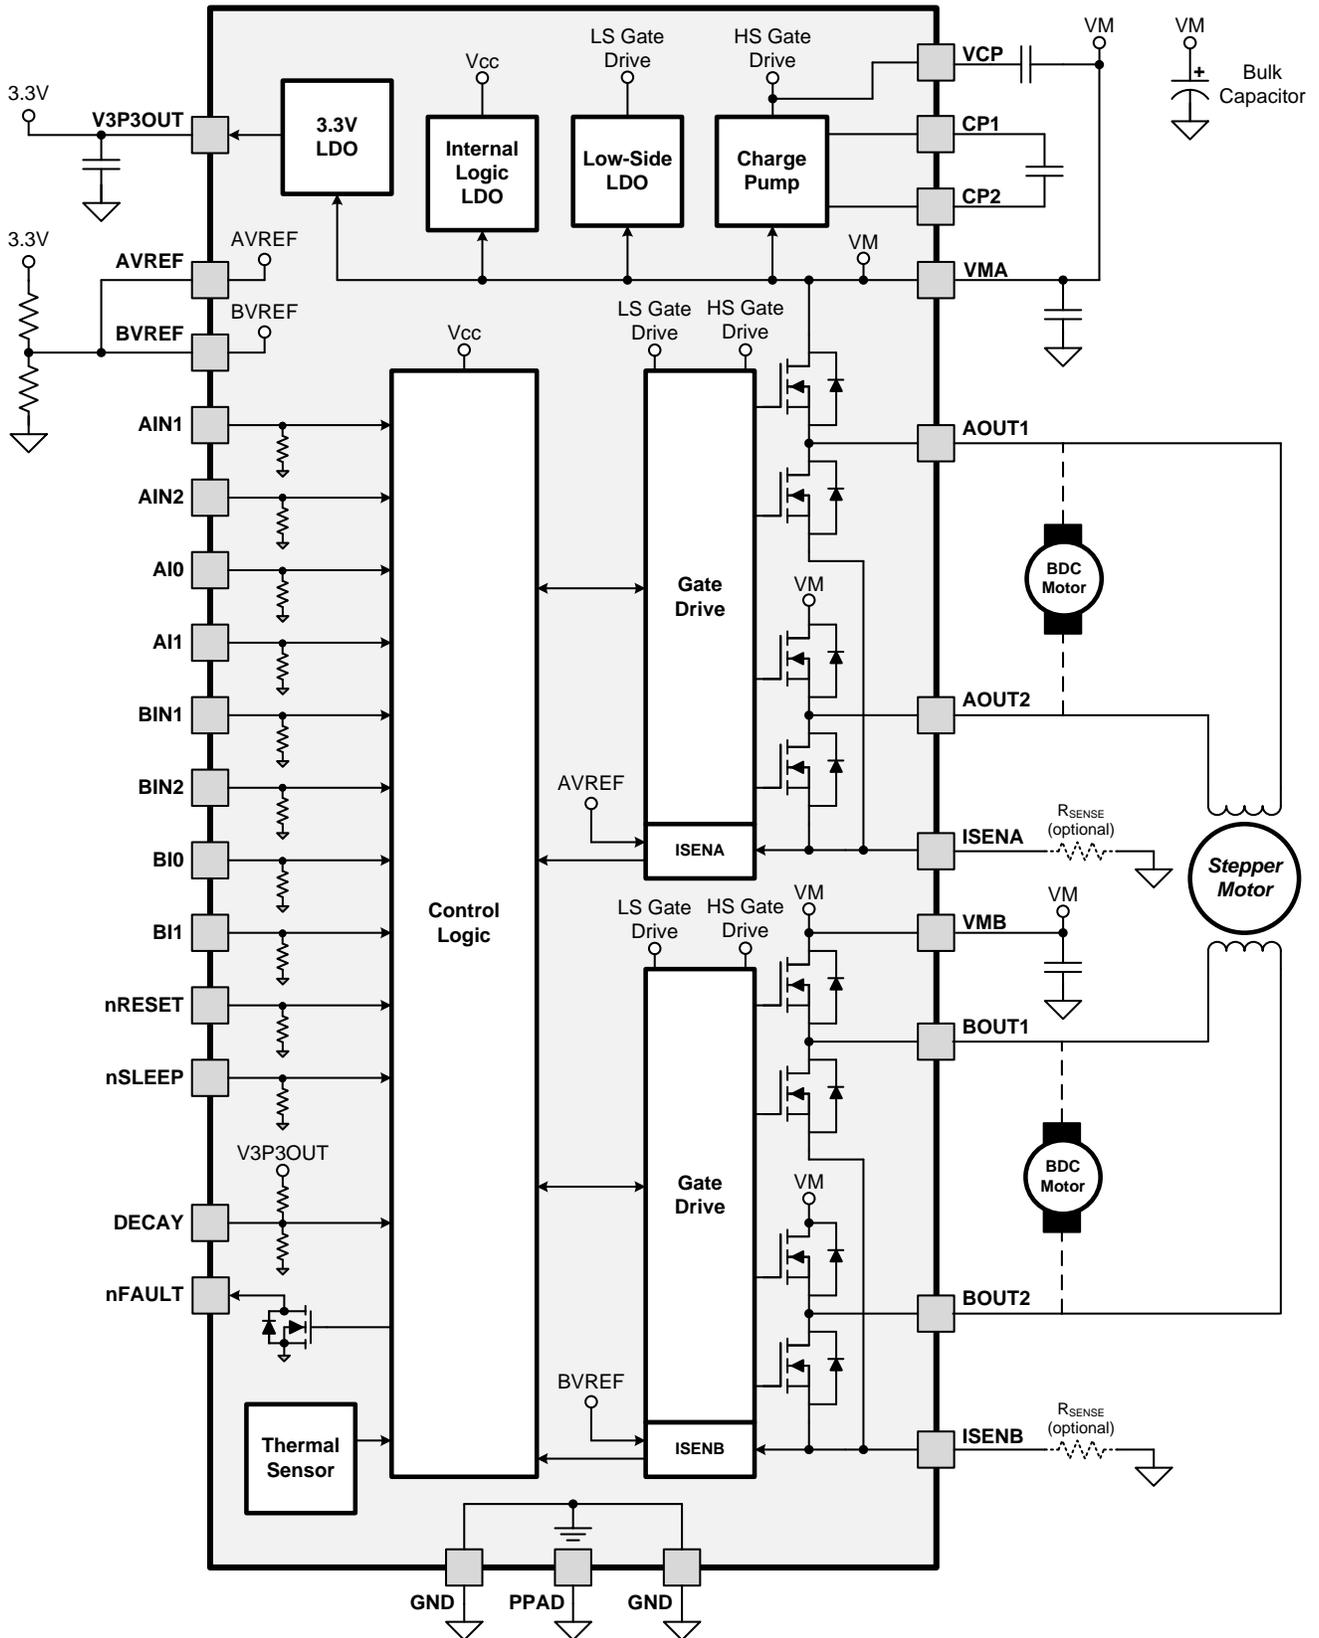 VM
VM
LS Gate
Drive
HS Gate
Drive
Vcc
VCP
+
Bulk
Capacitor
3.3V
V3P3OUT
3.3V
LDO
Internal
Logic
LDO
Low-Side
LDO
Charge
Pump
CP1
CP2
3.3V
AVREF
AVREF
VM
VMA
BVREF
BVREF
Vcc
LS Gate
Drive
HS Gate
Drive
AIN1
AOUT1
AIN2
AI0
Gate
Drive
VM
BDC
Motor
AI1
BIN1
AOUT2
BIN2
AVREF
BI0
ISENA
ISENA
RSENSE
(optional)
Stepper
Motor
Control
Logic
BI1
LS Gate
Drive
HS Gate
Drive
VM
VMB
VM
nRESET
BOUT1
nSLEEP
V3P3OUT
Gate
Drive
VM
BDC
Motor
DECAY
nFAULT
BOUT2
BVREF
Thermal
Sensor
ISENB
ISENB
RSENSE
(optional)
GND
PPAD
GND